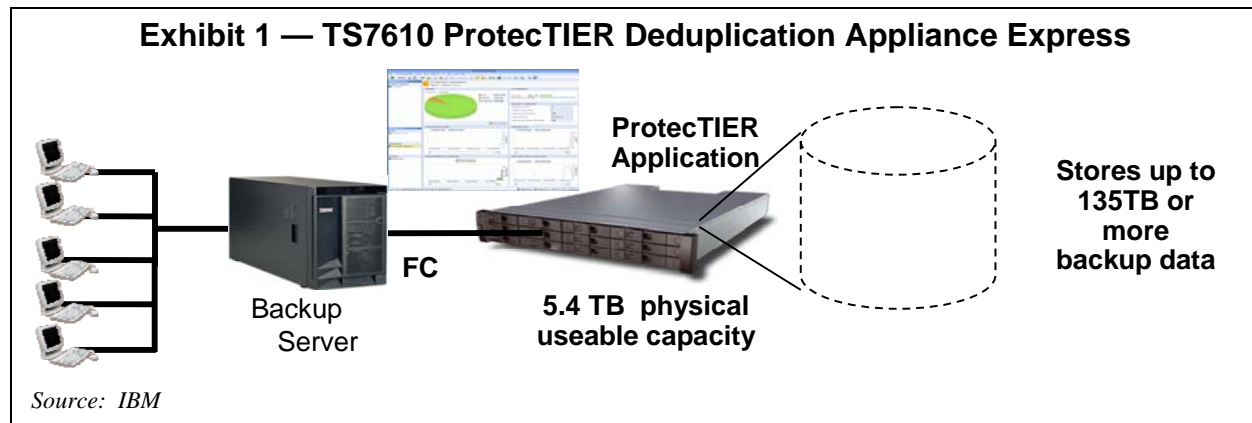 Exhibit 1 — TS7610 ProtecTIER Deduplication Appliance Express
ProtecTIER
Application
Stores up to
135TB or
more
backup data
FC
Backup
Server
5.4 TB physical
useable capacity
Source: IBM